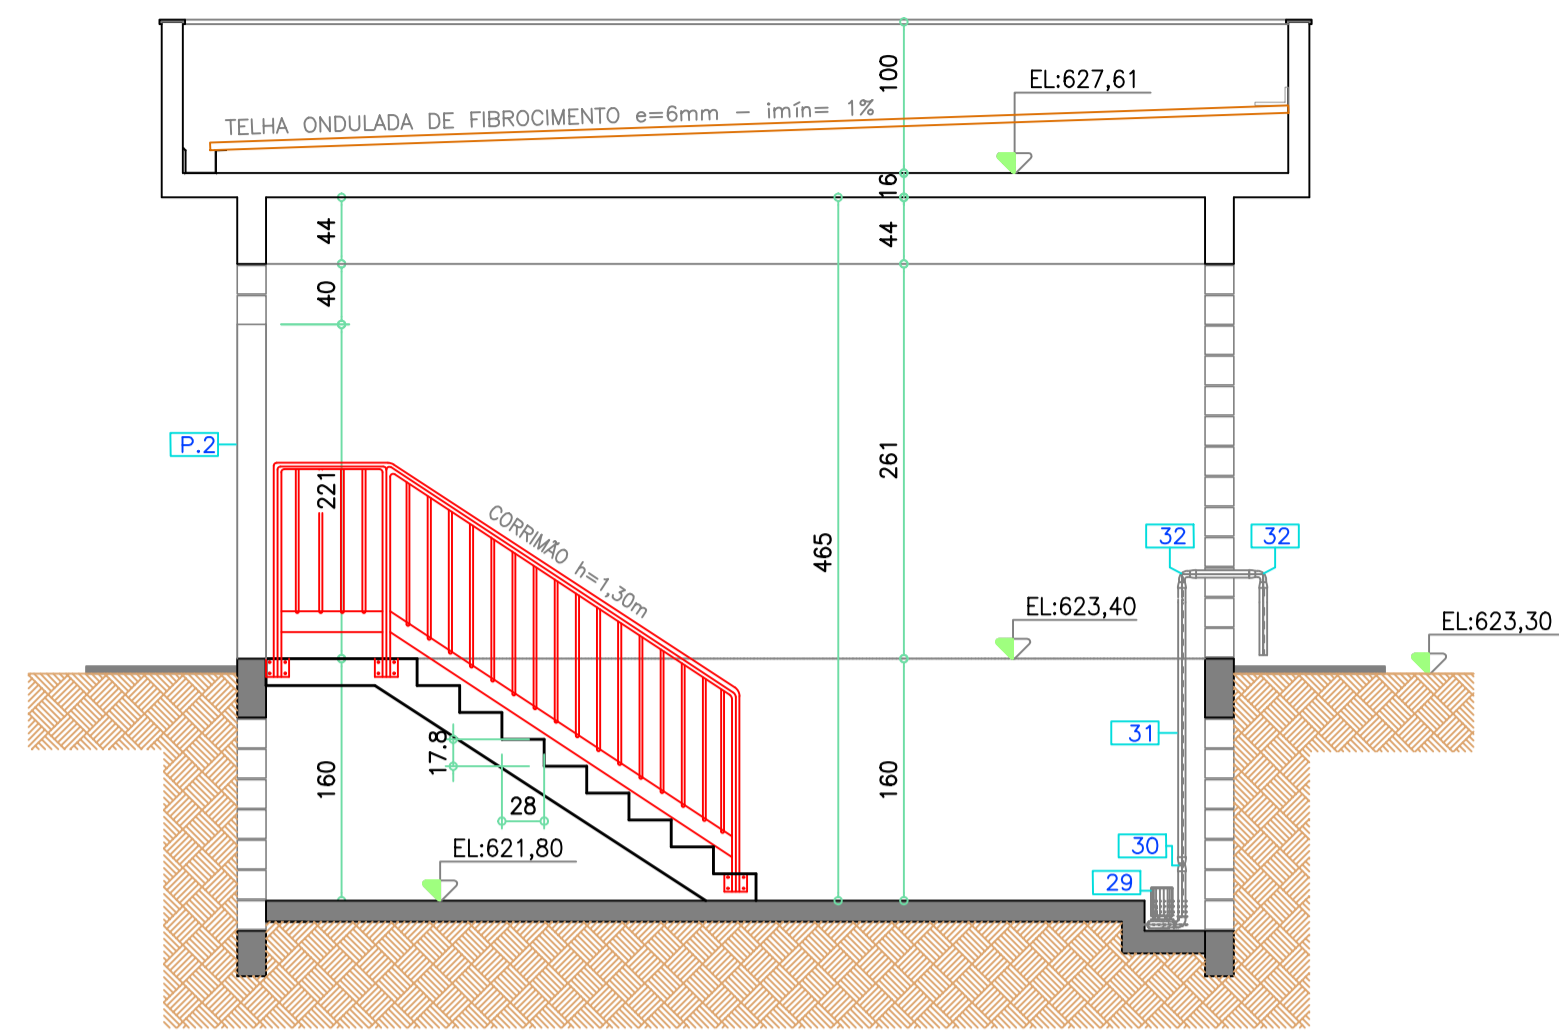 100
EL:627,61
TELHA ONDULADA DE FIBROCIMENTO e=6mm – imín= 1%
16
44
44
40
P.2
221
261
465
CORRIMÃO h=1,30m
32
32
EL:623,40
EL:623,30
17.8
31
160
160
28
EL:621,80
30
29